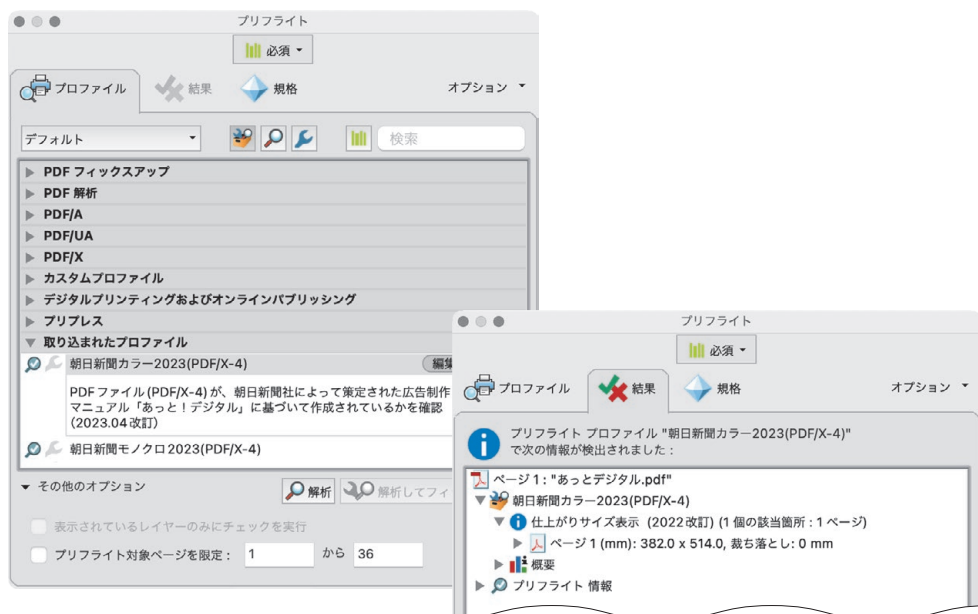 プリフライト
必須
プロファイル
結果
規格
オプション
デフォルト
検索
PDF フィックスアップ
PDF 解析
PDF/A
PDF/UA
PDF/X
カスタムプロファイル
デジタルプリンティングおよびオンラインパブリッシング
プリプレス
取り込まれたプロファイル
朝日新聞カラー2023(PDF/X-4)
編集
PDFファイル(PDF/X-4)が、朝日新聞社によって策定された広告制作
マニュアル「あっと！デジタル」に基づいて作成されているかを確認
(2023.04改訂)
朝日新聞モノクロ2023(PDF/X-4)
その他のオプション
解析
解析してフィ
表示されているレイヤーのみにチェックを実行
プリフライト対象ページを限定： 1 から 36
プリフライト
必須
プロファイル
結果
規格
オプション
プリフライト プロファイル "朝日新聞カラー2023(PDF/X-4)"
で次の情報が検出されました：
ページ 1 : "あっとデジタル.pdf"
朝日新聞カラー2023(PDF/X-4)
仕上がりサイズ表示 (2022改訂) (1 個の該当箇所 : 1 ページ)
ページ 1 (mm): 382.0 x 514.0, 裁ち落とし: 0 mm
概要
プリフライト 情報